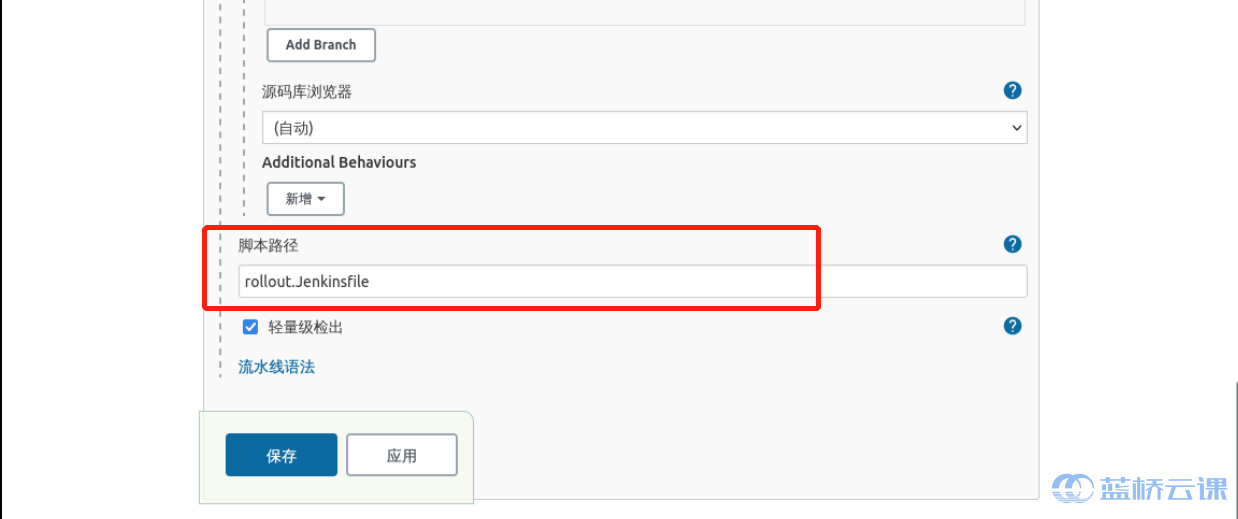 Add Branch
源码库浏览器
?
(自动)
Additional Behaviours
新增
脚本路径
?
rollout.Jenkinsfile
轻量级检出
?
流水线语法
保存
应用
蓝桥云课